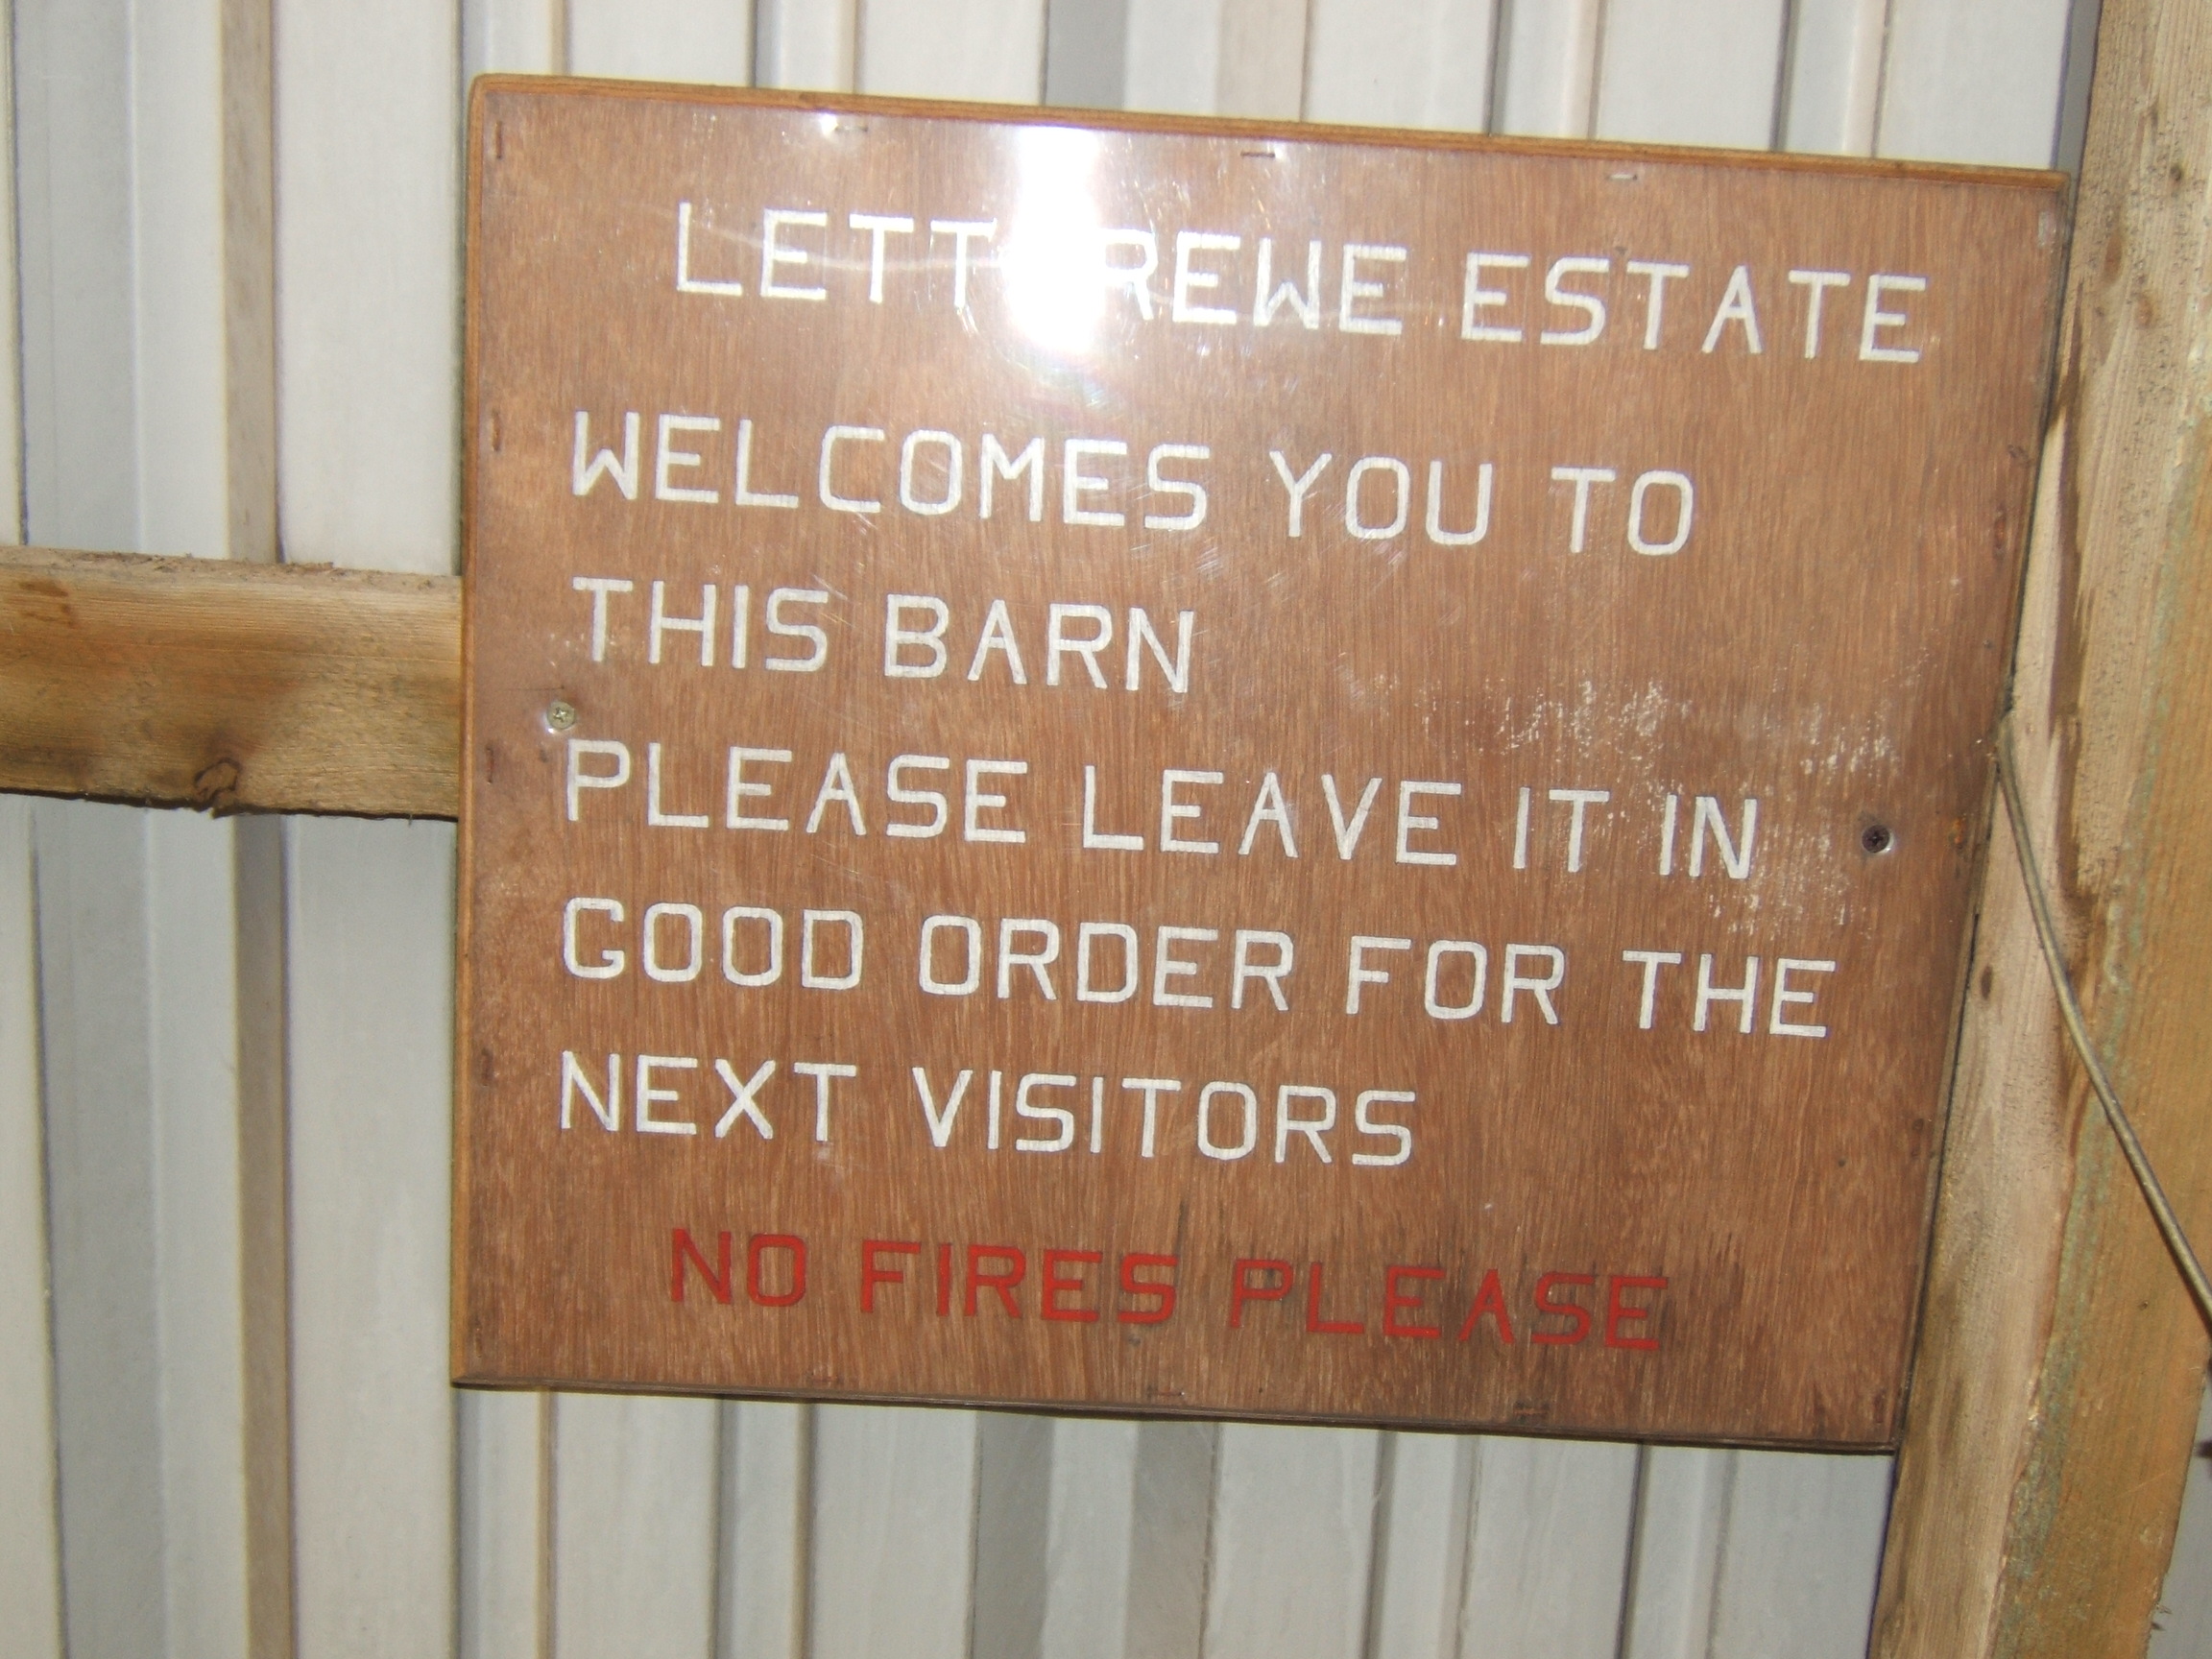 ESTATE
WELCOMES YOU TO
THIS BARN
PLEASE LEAVE IT IN
GOOD ORDER FOR THE
NEXT VISITORS
NO FIRES PLEASE